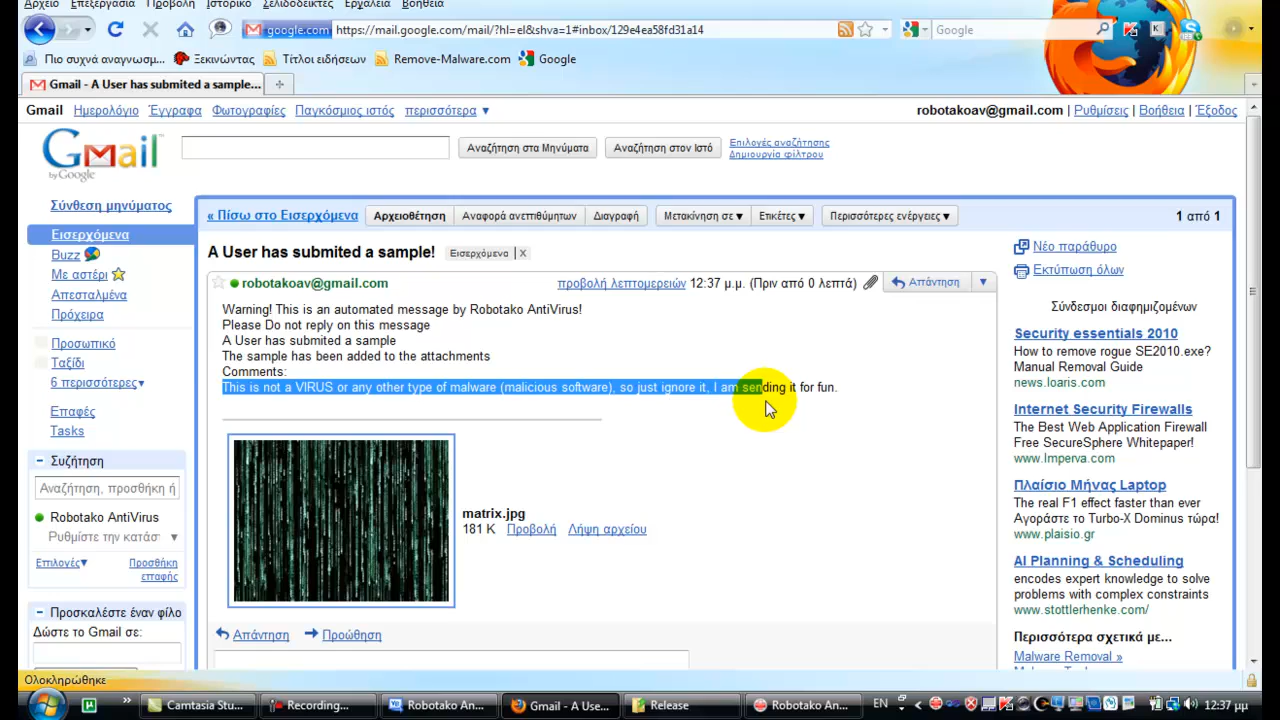 Αρχείο Επεξεργασία Προβολή Ιστορικό Σελιδοδείκτες Εργαλεία Βοήθεια
google.com https://mail.google.com/mail/?hl=el&shva=1#inbox/129e4ea58fd31a14 Google
Πιο συχνά αναγνωσμ... Ξεκινώντας Τίτλοι ειδήσεων Remove-Malware.com Google
Gmail - A User has submited a sample...
Gmail Ημερολόγιο Έγγραφα Φωτογραφίες Παγκόσμιος ιστός περισσότερα ▼ robotakoav@gmail.com | Ρυθμίσεις | Βοήθεια | Έξοδος
Gmail by Google
Αναζήτηση στα Μηνύματα Αναζήτηση στον Ιστό Επιλογές αναζήτησης
Δημιουργία φίλτρου
Σύνθεση μηνύματος
Εισερχόμενα
Buzz
Με αστέρι
Απεσταλμένα
Πρόχειρα
Προσωπικό
Ταξίδι
6 περισσότερες▼
Επαφές
Tasks
− Συζήτηση
Αναζήτηση, προσθήκη ή
Robotako AntiVirus
Ρυθμίστε την κατάσ
Επιλογές▼ Προσθήκη
επαφής
− Προσκαλέστε έναν φίλο
Δώστε το Gmail σε:
« Πίσω στο Εισερχόμενα Αρχειοθέτηση Αναφορά ανεπιθύμητων Διαγραφή Μετακίνηση σε▼ Ετικέτες▼ Περισσότερες ενέργειες▼ 1 από 1
A User has submited a sample! Εισερχόμενα X
robotakoav@gmail.com προβολή λεπτομερειών 12:37 μ.μ. (Πριν από 0 λεπτά) Απάντηση
Warning! This is an automated message by Robotako AntiVirus!
Please Do not reply on this message
A User has submited a sample
The sample has been added to the attachments
Comments:
This is not a VIRUS or any other type of malware (malicious software), so just ignore it, I am sending it for fun.
matrix.jpg
181 K Προβολή Λήψη αρχείου
Απάντηση Προώθηση
Νέο παράθυρο
Εκτύπωση όλων
Σύνδεσμοι διαφημιζομένων
Security essentials 2010
How to remove rogue SE2010.exe?
Manual Removal Guide
news.loaris.com
Internet Security Firewalls
The Best Web Application Firewall
Free SecureSphere Whitepaper!
www.Imperva.com
Πλαίσιο Μήνας Laptop
The real F1 effect faster than ever
Αγοράστε το Turbo-X Dominus τώρα!
www.plaisio.gr
AI Planning & Scheduling
encodes expert knowledge to solve
problems with complex constraints
www.stottlerhenke.com/
Περισσότερα σχετικά με...
Malware Removal »
Ολοκληρώθηκε
Camtasia Stu... Recording... Robotako An... Gmail - A Use... Release Robotako An... EN 12:37 μμ